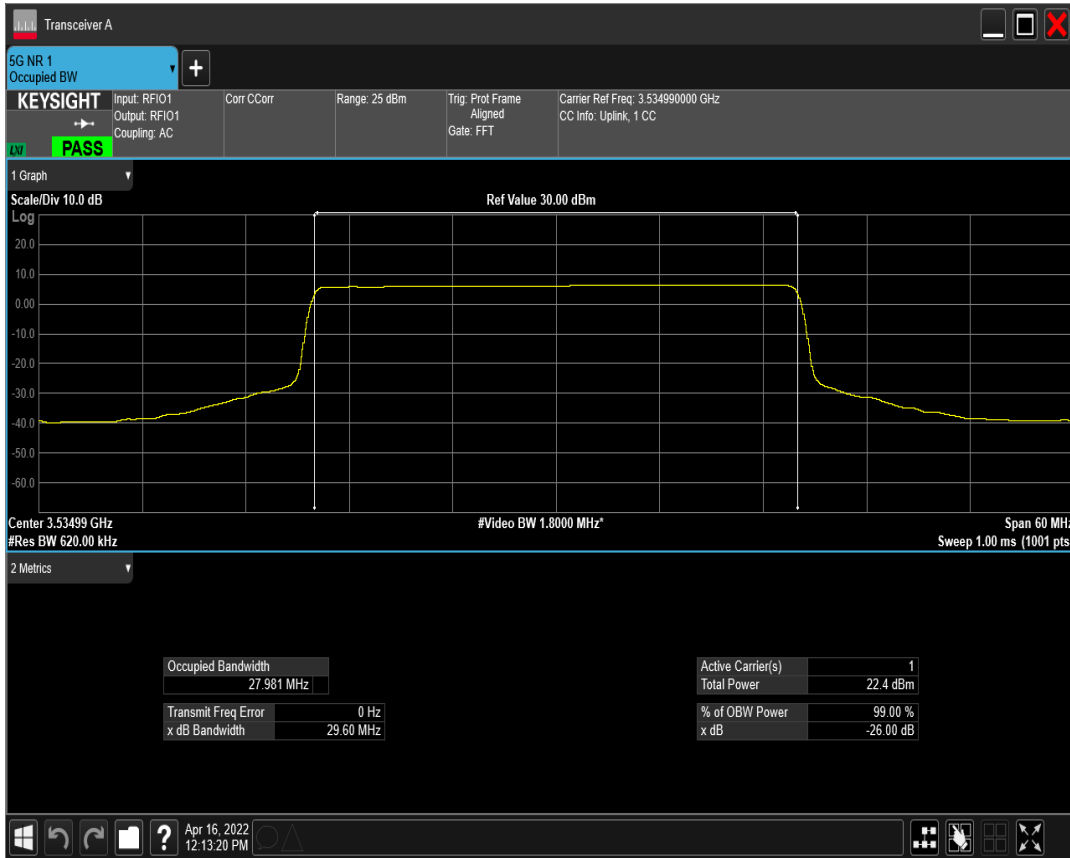 Transceiver A
5G NR 1
Occupied BW
KEYSIGHT
LXI
PASS
Input: RFIO1
Output: RFIO1
Coupling: AC
Corr CCorr
Range: 25 dBm
Trig: Prot Frame
Aligned
Gate: FFT
Carrier Ref Freq: 3.534990000 GHz
CC Info: Uplink, 1 CC
1 Graph
Scale/Div 10.0 dB
Ref Value 30.00 dBm
Log
20.0
10.0
0.00
-10.0
-20.0
-30.0
-40.0
-50.0
-60.0
Center 3.53499 GHz
#Video BW 1.8000 MHz*
Span 60 MHz
#Res BW 620.00 kHz
Sweep 1.00 ms (1001 pts
2 Metrics
Occupied Bandwidth
27.981 MHz
Transmit Freq Error 0 Hz
x dB Bandwidth 29.60 MHz
Active Carrier(s) 1
Total Power 22.4 dBm
% of OBW Power 99.00 %
x dB -26.00 dB
?
Apr 16, 2022
12:13:20 PM